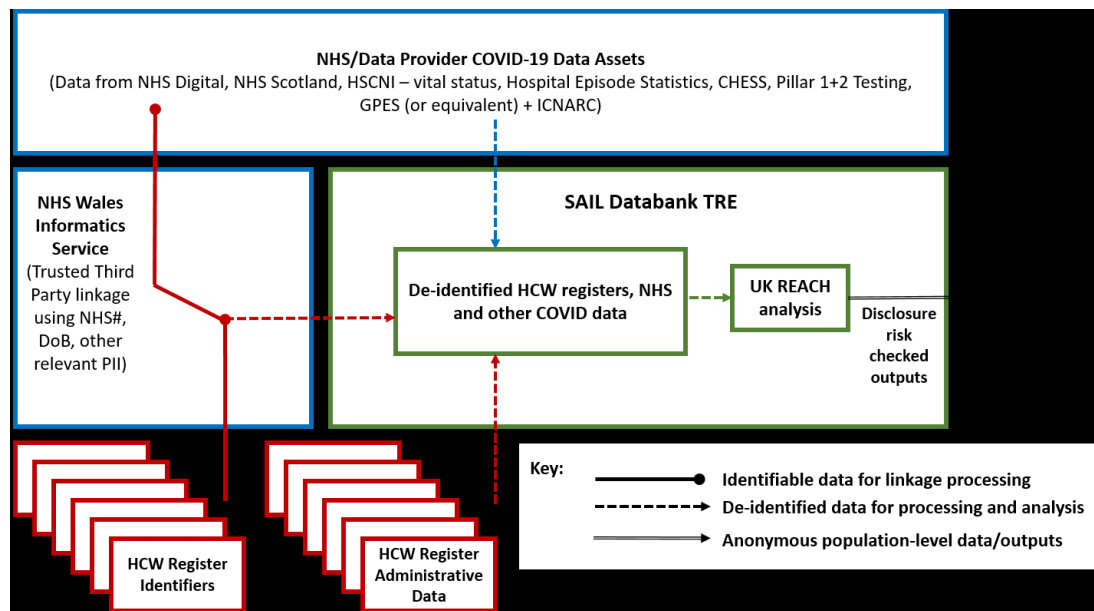 NHS/Data Provider COVID-19 Data Assets
(Data from NHS Digital, NHS Scotland, HSCNI – vital status, Hospital Episode Statistics, CHESS, Pillar 1+2 Testing,
GPES (or equivalent) + ICNARC)
NHS Wales
Informatics
Service
(Trusted Third
Party linkage
using NHS#,
DoB, other
relevant PII)
SAIL Databank TRE
De-identified HCW registers, NHS
and other COVID data
UK REACH
analysis
Disclosure
risk
checked
outputs
HCW Register
Identifiers
HCW Register
Administrative
Data
Key:
Identifiable data for linkage processing
De-identified data for processing and analysis
Anonymous population-level data/outputs